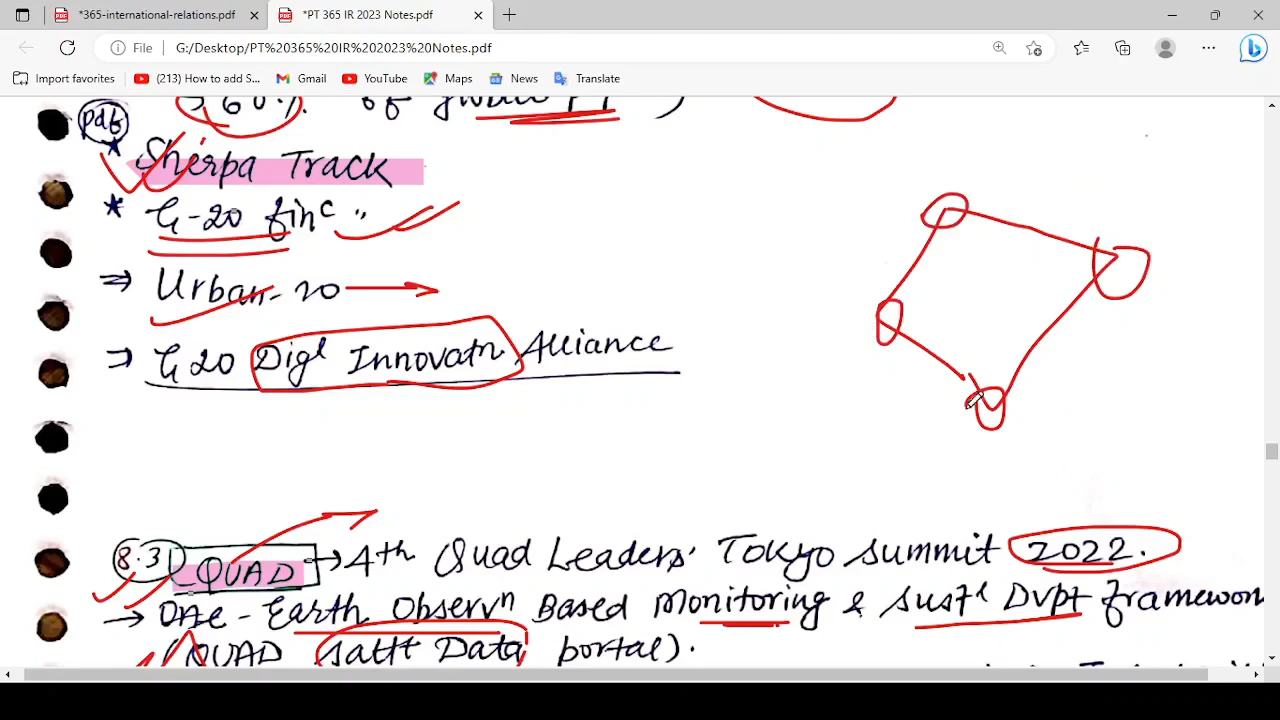 *365-international-relations.pdf
*PT 365 IR 2023 Notes.pdf
File
G:/Desktop/PT%20365%20IR%202023%20Notes.pdf
Import favorites
(213) How to add S...
Gmail
YouTube
Maps
News
Translate
360%. of
pdf
* Sherpa Track
* G-20 finc "
⇒ Urban-20
⇒ G20 Digl Innovatn Alliance
8.3 QUAD → 4th Quad Leaders' Tokyo Summit 2022.
→ Earth Observn Based Monitoring & Sustl Dvpt framewor
(QUAD satlt Data portal).